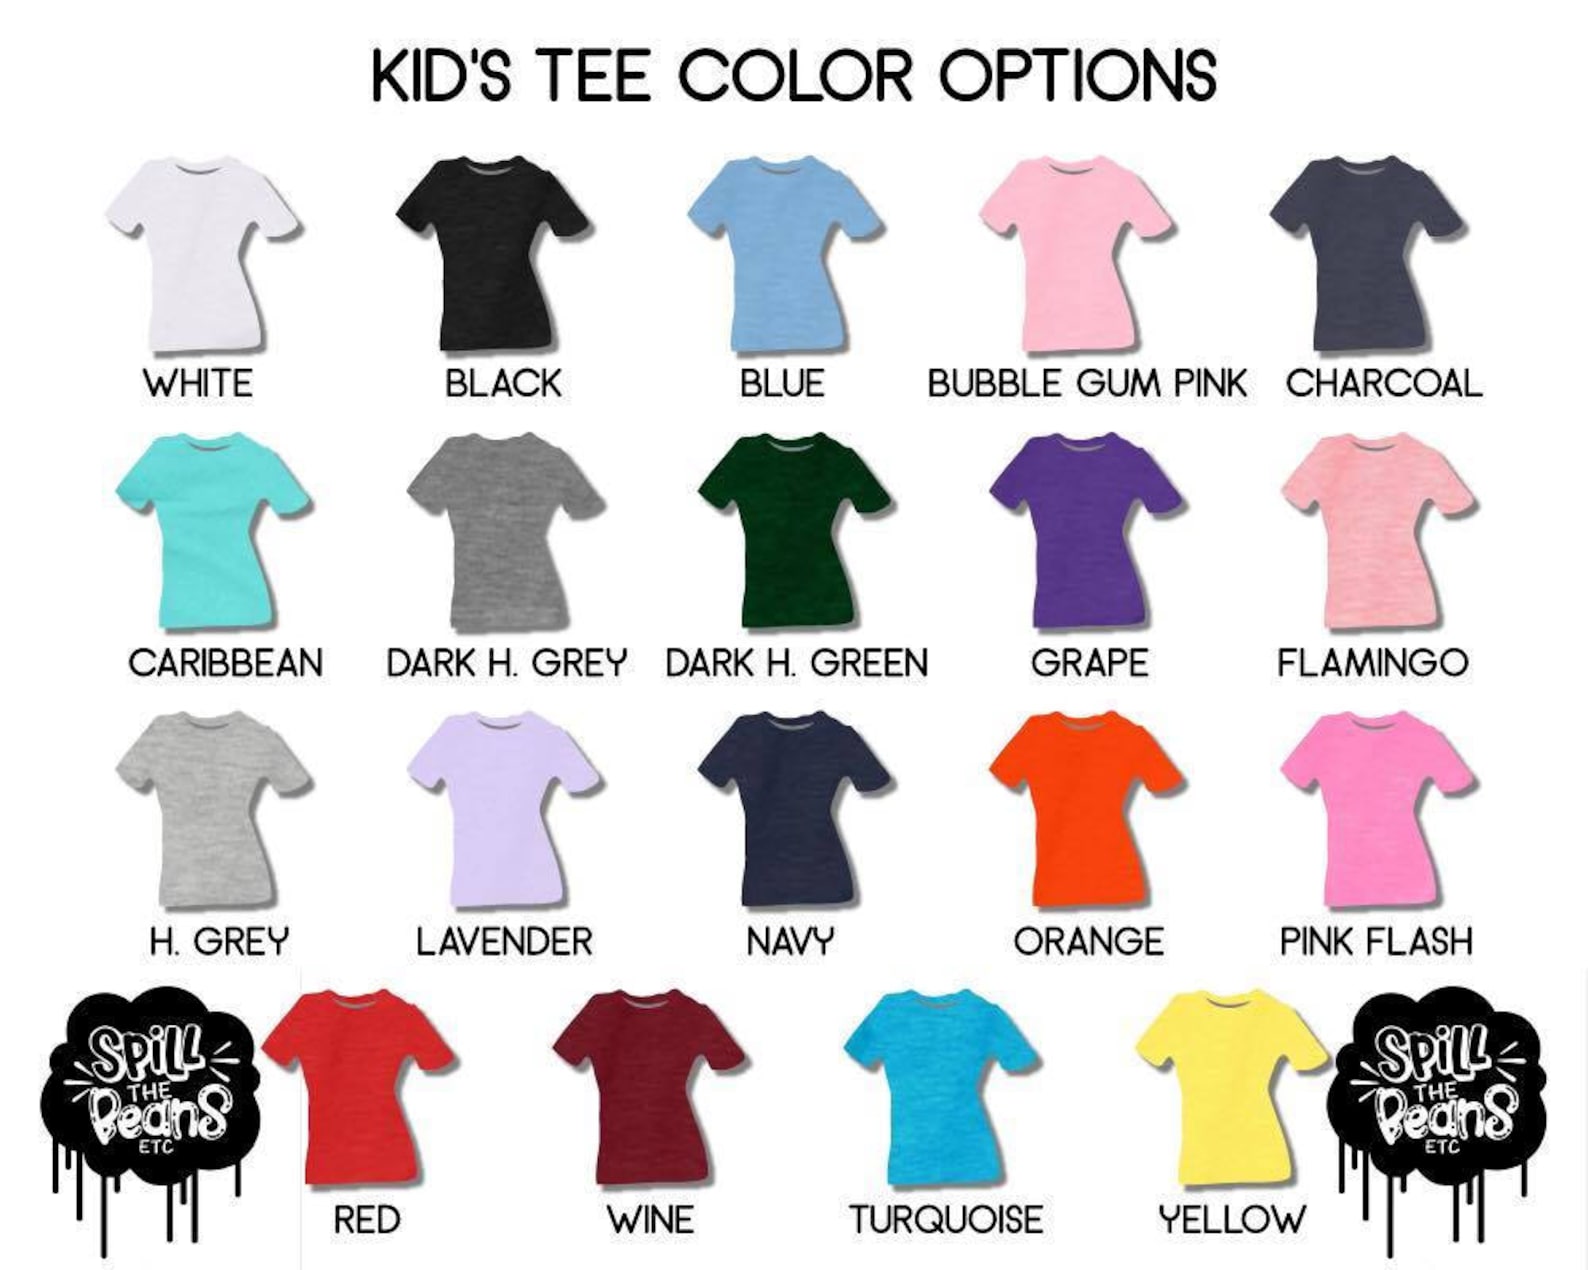 KID'S TEE COLOR OPTIONS
WHITE
BLACK
BLUE
BUBBLE GUM PINK
CHARCOAL
CARIBBEAN
DARK H. GREY
DARK H. GREEN
GRAPE
FLAMINGO
H. GREY
LAVENDER
NAVY
ORANGE
PINK FLASH
SPiLL
THE
BeanS
ETC
RED
WINE
TURQUOISE
YELLOW
SPiLL
THE
BeanS
ETC